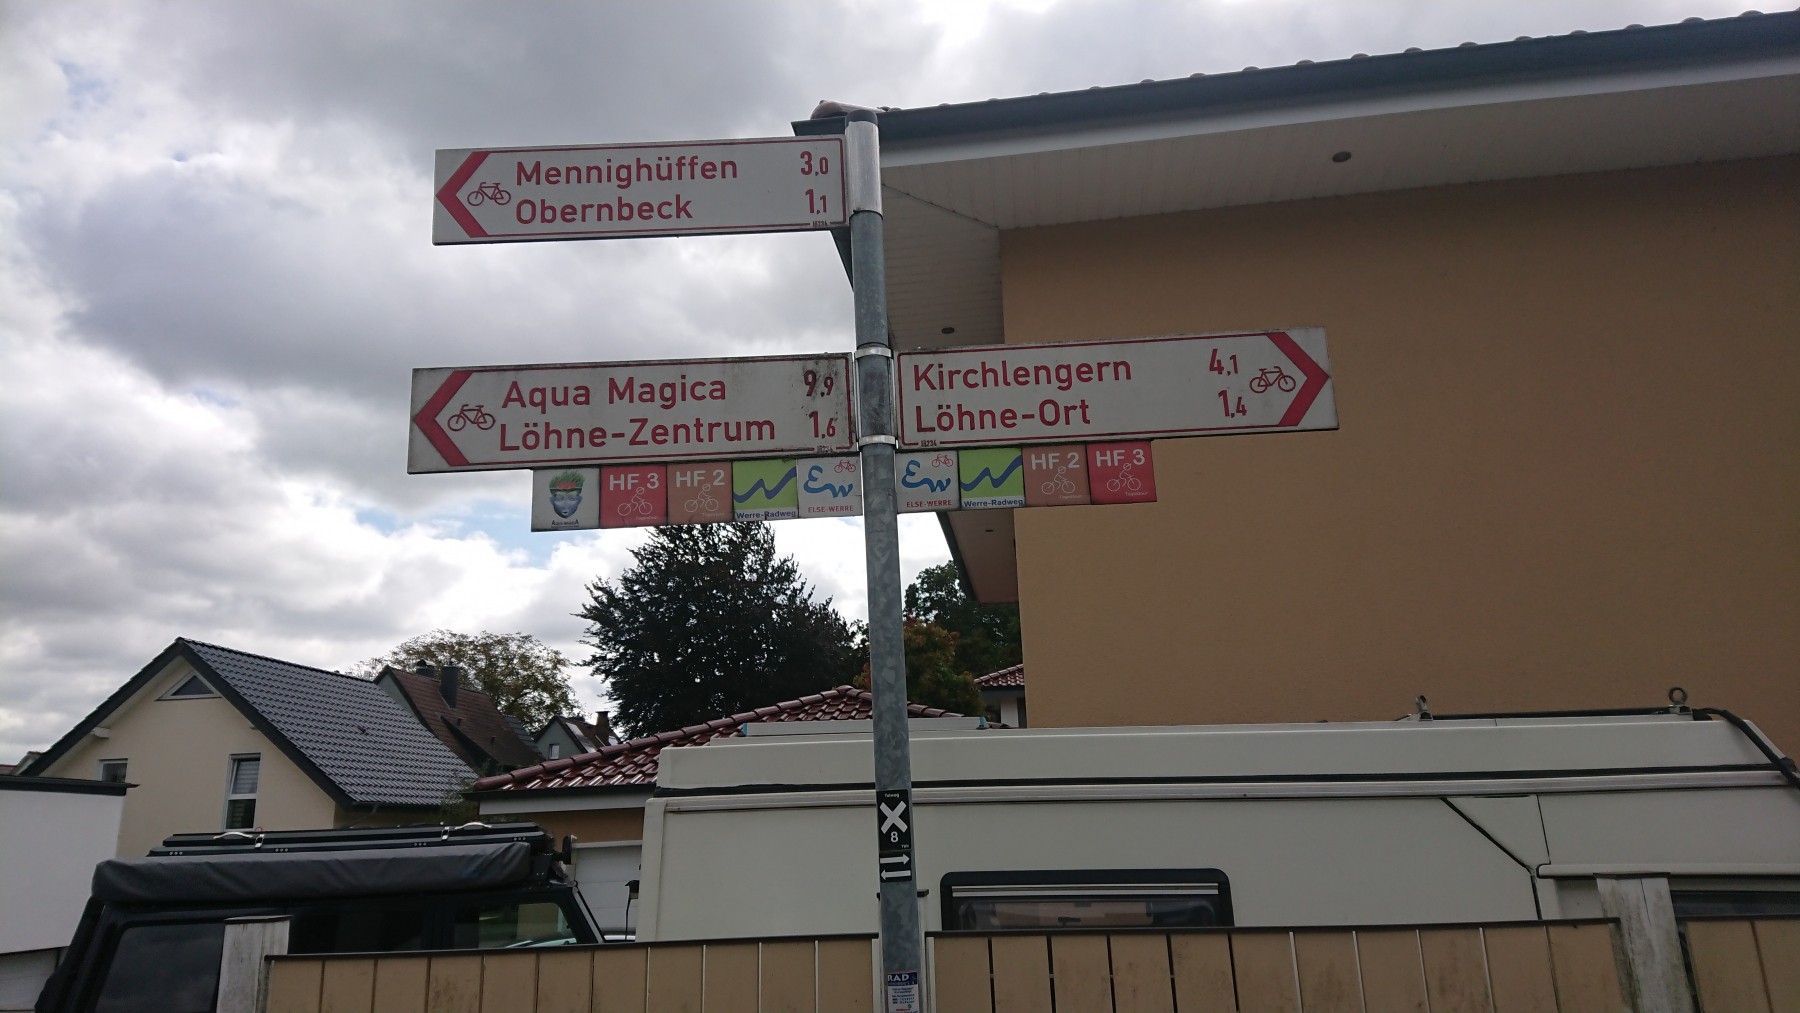 Mennighüffen 3,0
Obernbeck 1,1
Aqua Magica 9,9
Löhne-Zentrum 1,6
Kirchlengern 4,1
Löhne-Ort 1,4
HF 3
HF 2
Werre-Radweg
ELSE-WERRE
ELSE-WERRE
Werre-Radweg
HF 2
HF 3
Talweg
X
8
RAD